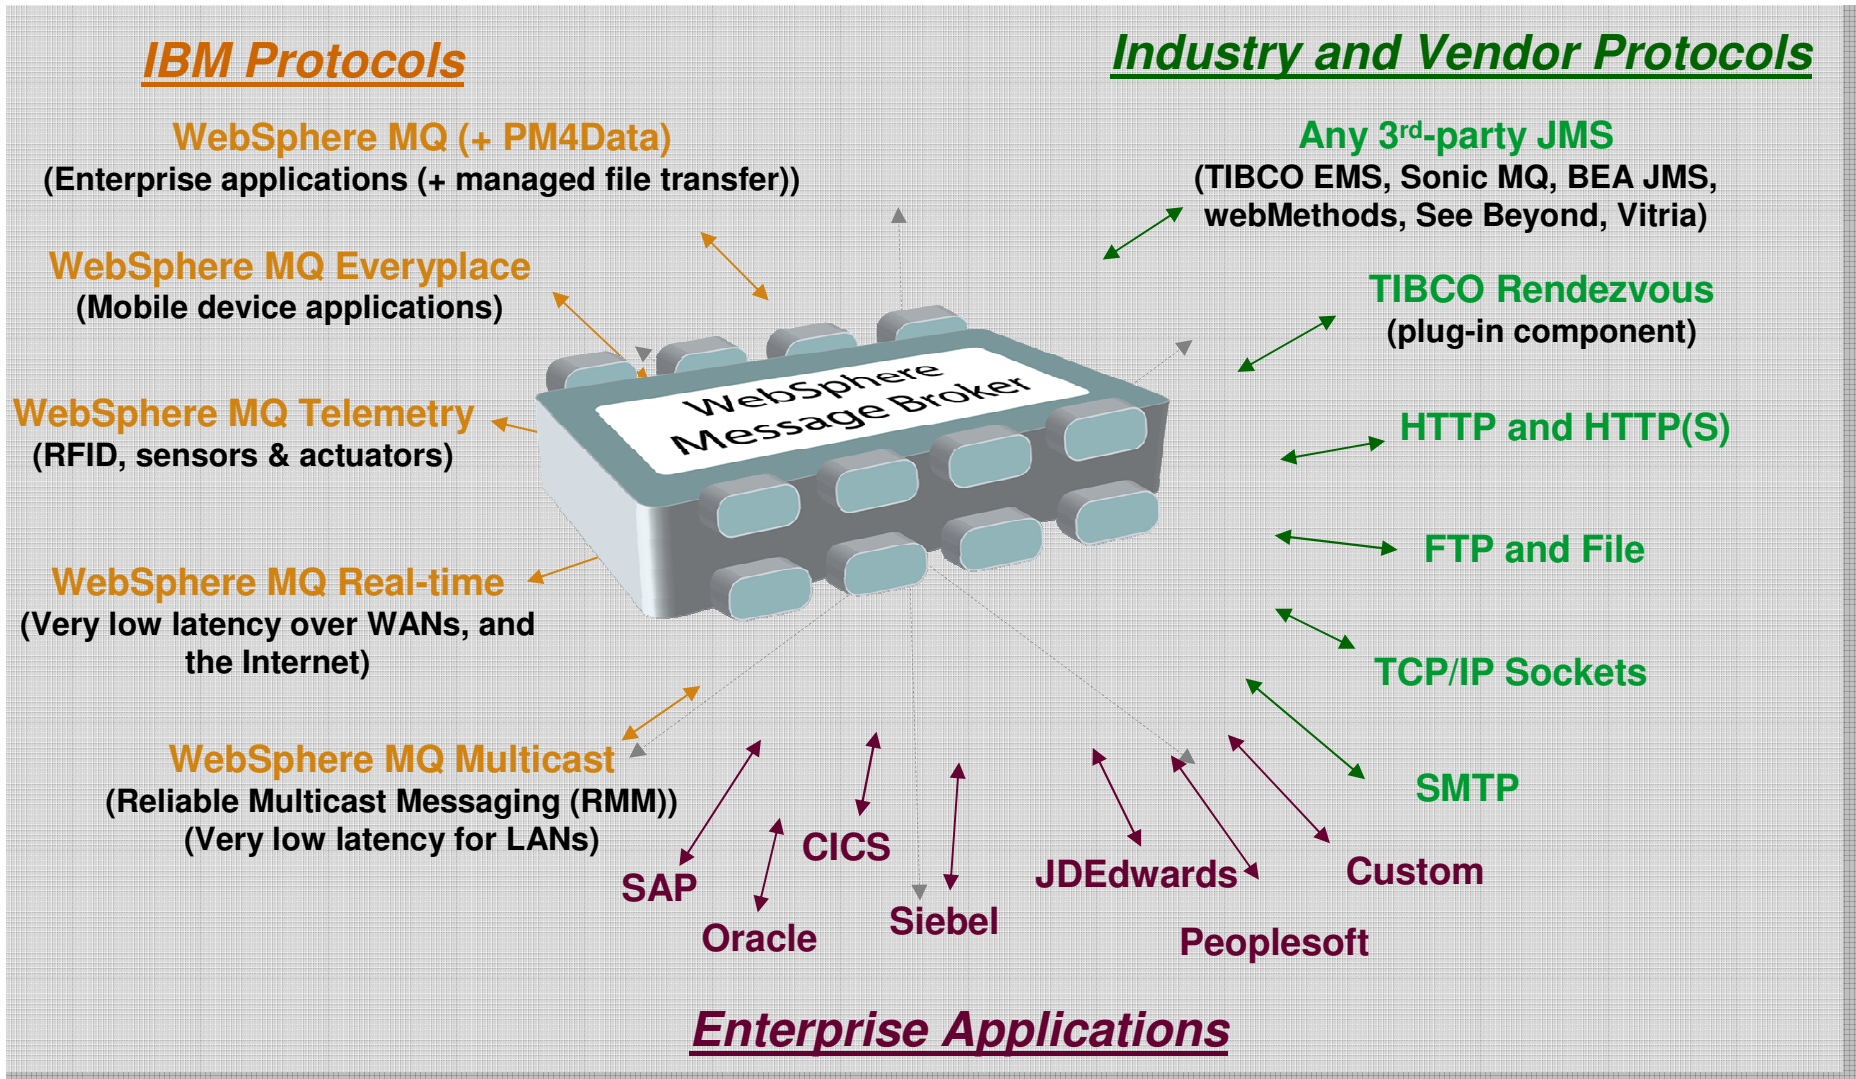 IBM Protocols
WebSphere MQ (+ PM4Data)
(Enterprise applications (+ managed file transfer))
WebSphere MQ Everyplace
(Mobile device applications)
WebSphere MQ Telemetry
(RFID, sensors & actuators)
WebSphere MQ Real-time
(Very low latency over WANs, and
the Internet)
WebSphere MQ Multicast
(Reliable Multicast Messaging (RMM))
(Very low latency for LANs)
WebSphere
Message Broker
Industry and Vendor Protocols
Any 3rd-party JMS
(TIBCO EMS, Sonic MQ, BEA JMS,
webMethods, See Beyond, Vitria)
TIBCO Rendezvous
(plug-in component)
HTTP and HTTP(S)
FTP and File
TCP/IP Sockets
SMTP
SAP
Oracle
CICS
Siebel
JDEdwards
Peoplesoft
Custom
Enterprise Applications